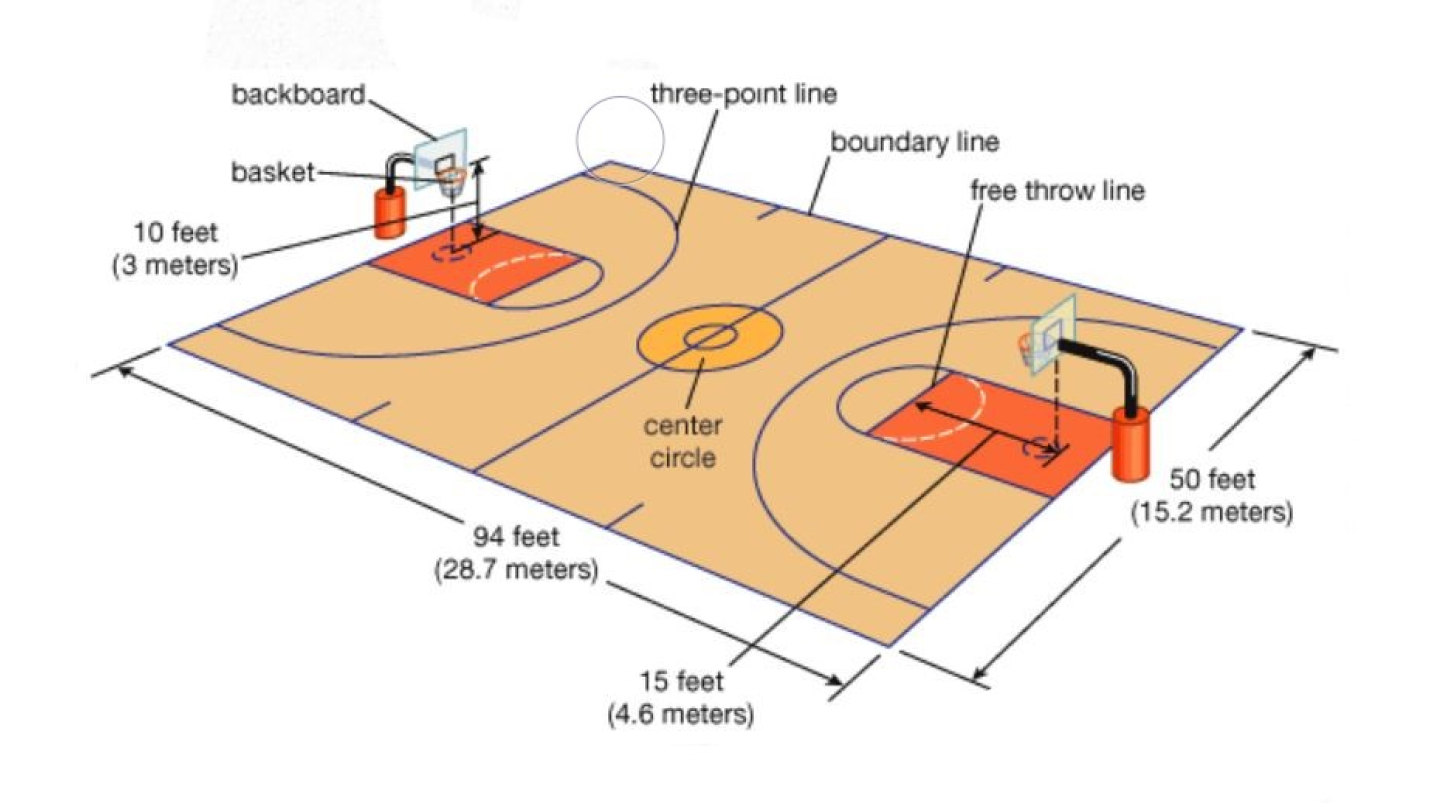 backboard
three-point line
boundary line
basket
free throw line
10 feet
(3 meters)
center
circle
50 feet
(15.2 meters)
94 feet
(28.7 meters)
15 feet
(4.6 meters)